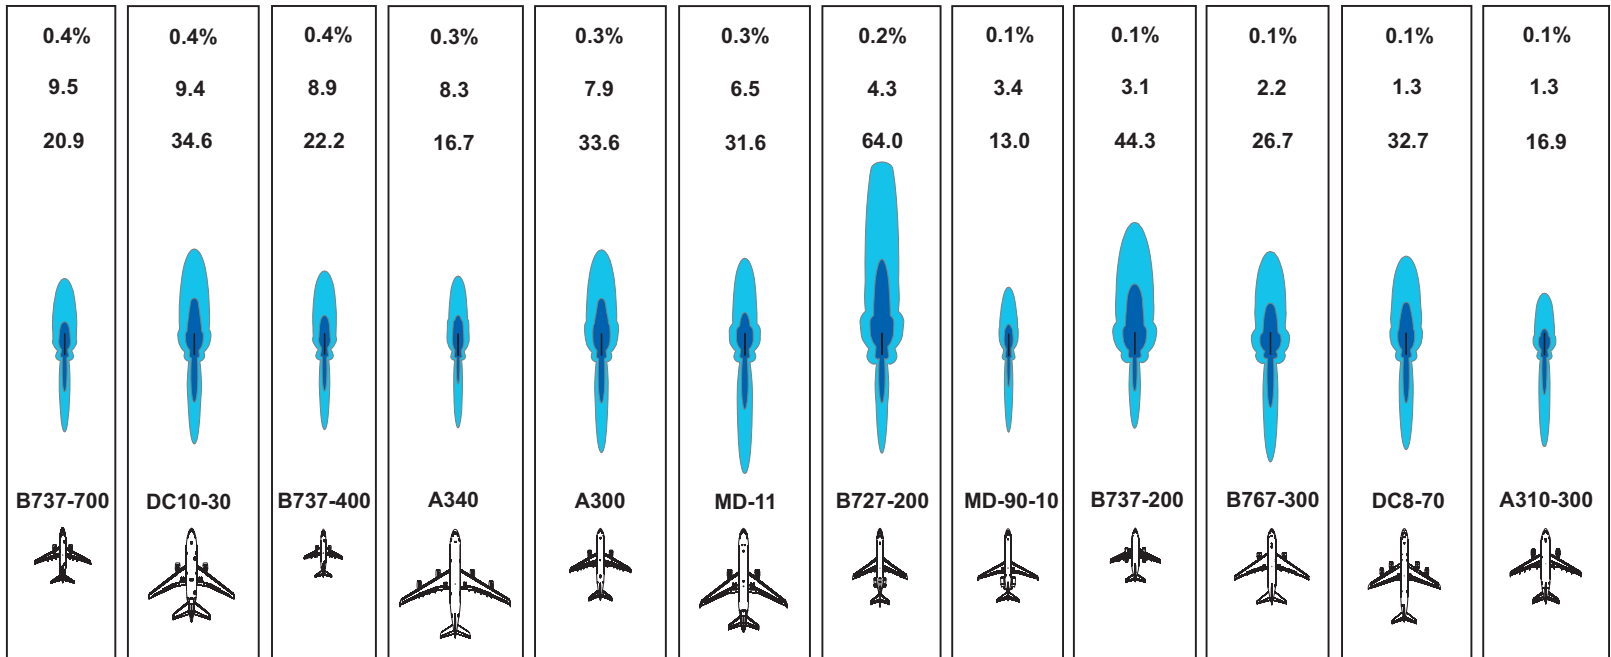 0.4% 0.4% 0.4% 0.3% 0.3% 0.3% 0.2% 0.1% 0.1% 0.1% 0.1% 0.1%
9.5 9.4 8.9 8.3 7.9 6.5 4.3 3.4 3.1 2.2 1.3 1.3
20.9 34.6 22.2 16.7 33.6 31.6 64.0 13.0 44.3 26.7 32.7 16.9
B737-700 DC10-30 B737-400 A340 A300 MD-11 B727-200 MD-90-10 B737-200 B767-300 DC8-70 A310-300